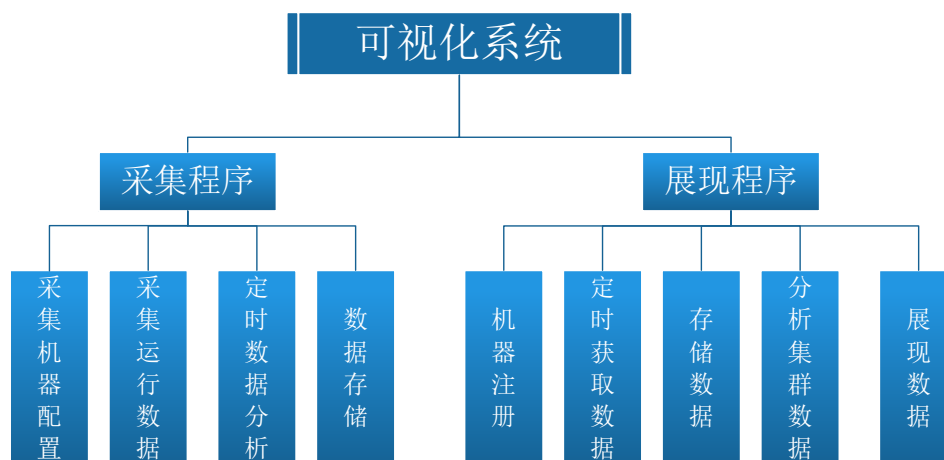 可视化系统
采集程序
展现程序
采集机器配置
采集运行数据
定时数据分析
数据存储
机器注册
定时获取数据
存储数据
分析集群数据
展现数据